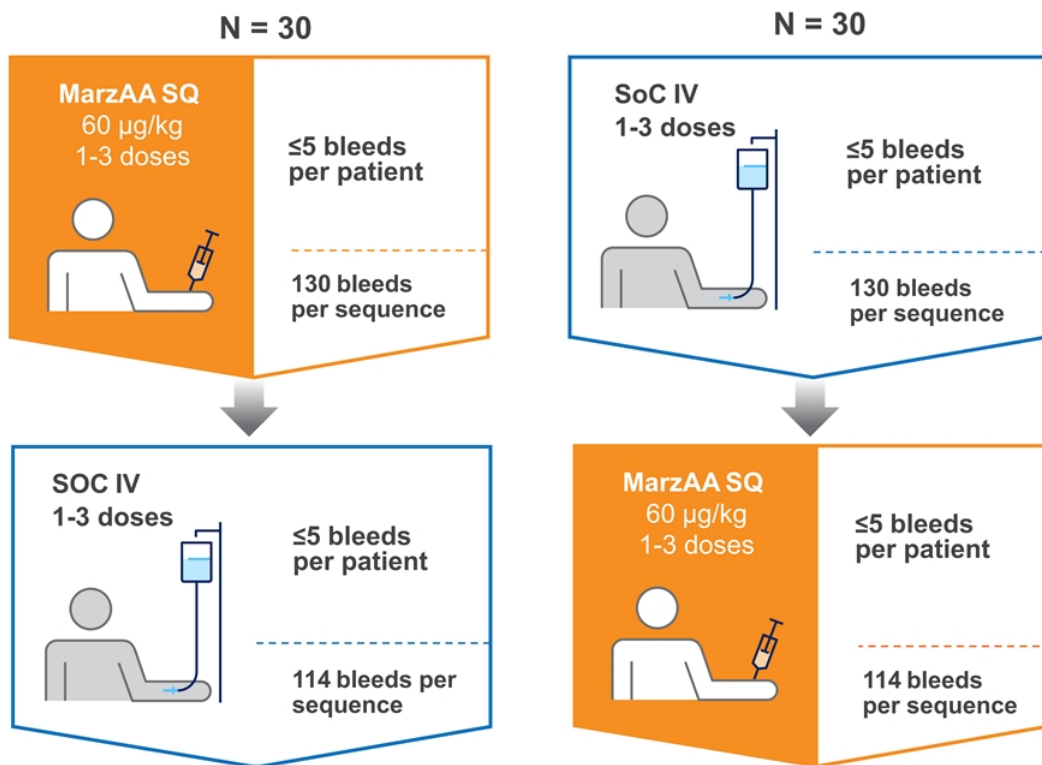 N = 30
MarzAA SQ
60 µg/kg
1-3 doses
≤5 bleeds
per patient
130 bleeds
per sequence
SOC IV
1-3 doses
≤5 bleeds
per patient
114 bleeds per
sequence
N = 30
SoC IV
1-3 doses
≤5 bleeds
per patient
130 bleeds
per sequence
MarzAA SQ
60 µg/kg
1-3 doses
≤5 bleeds
per patient
114 bleeds
per sequence